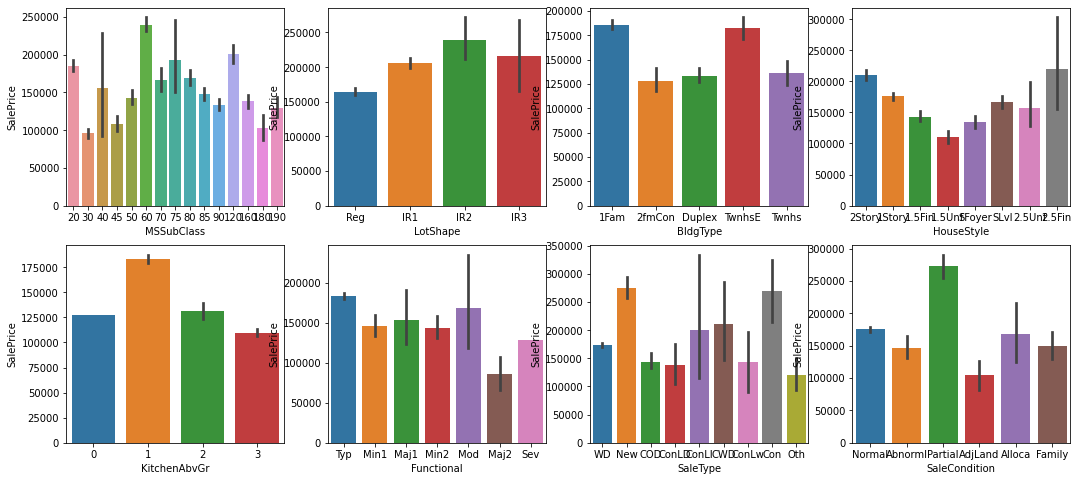 SalePrice
250000
200000
150000
100000
50000
0
20 30 40 45 50 60 70 75 80 85 90 120 160 180 190
MSSubClass
SalePrice
250000
200000
150000
100000
50000
0
Reg IR1 IR2 IR3
LotShape
SalePrice
200000
175000
150000
125000
100000
75000
50000
25000
0
1Fam 2fmCon Duplex TwnhsE Twnhs
BldgType
SalePrice
300000
250000
200000
150000
100000
50000
0
2Story 1Story 1.5Fin 1.5Unf SFoyer SLvl 2.5Unf 2.5Fin
HouseStyle
SalePrice
175000
150000
125000
100000
75000
50000
25000
0
0 1 2 3
KitchenAbvGr
SalePrice
200000
150000
100000
50000
0
Typ Min1 Maj1 Min2 Mod Maj2 Sev
Functional
SalePrice
350000
300000
250000
200000
150000
100000
50000
0
WD New COD ConLD ConLI CWD ConLw Con Oth
SaleType
SalePrice
300000
250000
200000
150000
100000
50000
0
Normal Abnorml Partial AdjLand Alloca Family
SaleCondition